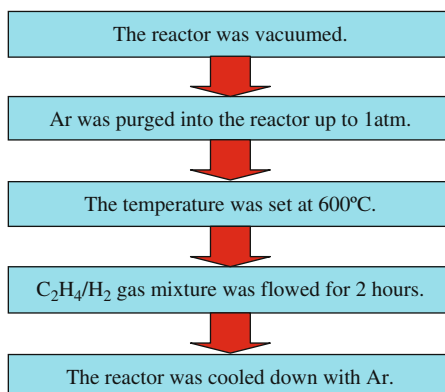 The reactor was vacuumed.
Ar was purged into the reactor up to 1atm.
The temperature was set at 600ºC.
C₂H₄/H₂ gas mixture was flowed for 2 hours.
The reactor was cooled down with Ar.